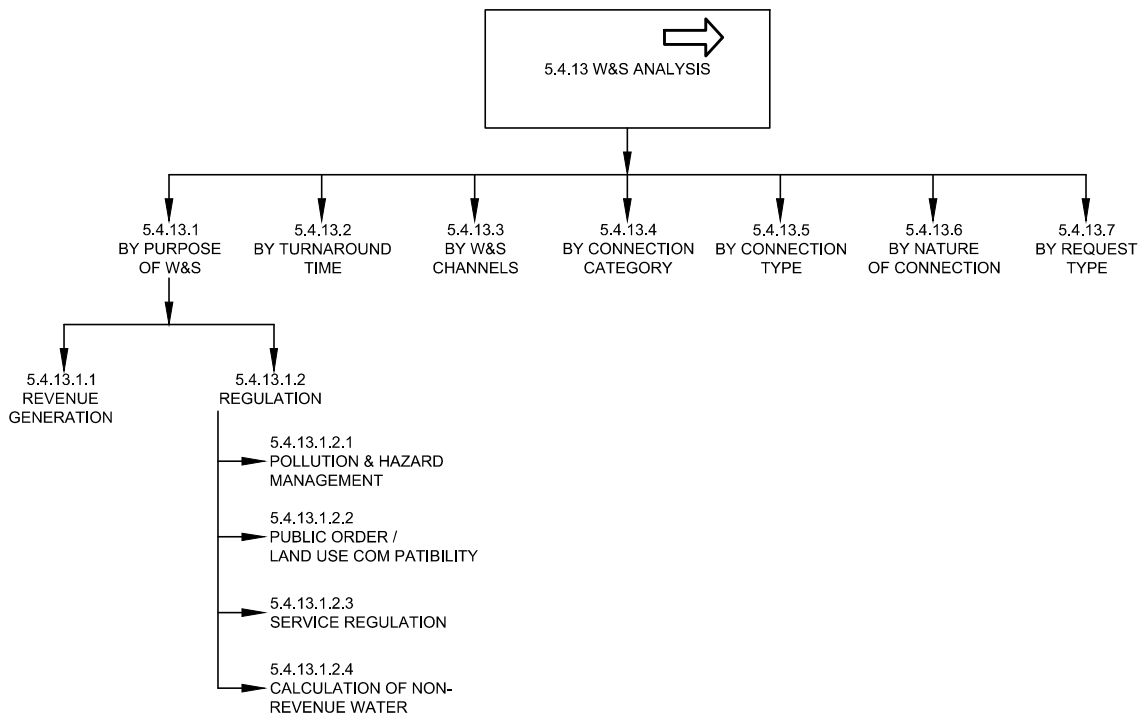 5.4.13 W&S ANALYSIS
5.4.13.1
BY PURPOSE
OF W&S
5.4.13.2
BY TURNAROUND
TIME
5.4.13.3
BY W&S
CHANNELS
5.4.13.4
BY CONNECTION
CATEGORY
5.4.13.5
BY CONNECTION
TYPE
5.4.13.6
BY NATURE
OF CONNECTION
5.4.13.7
BY REQUEST
TYPE
5.4.13.1.1
REVENUE
GENERATION
5.4.13.1.2
REGULATION
5.4.13.1.2.1
POLLUTION & HAZARD
MANAGEMENT
5.4.13.1.2.2
PUBLIC ORDER /
LAND USE COM PATIBILITY
5.4.13.1.2.3
SERVICE REGULATION
5.4.13.1.2.4
CALCULATION OF NON-
REVENUE WATER